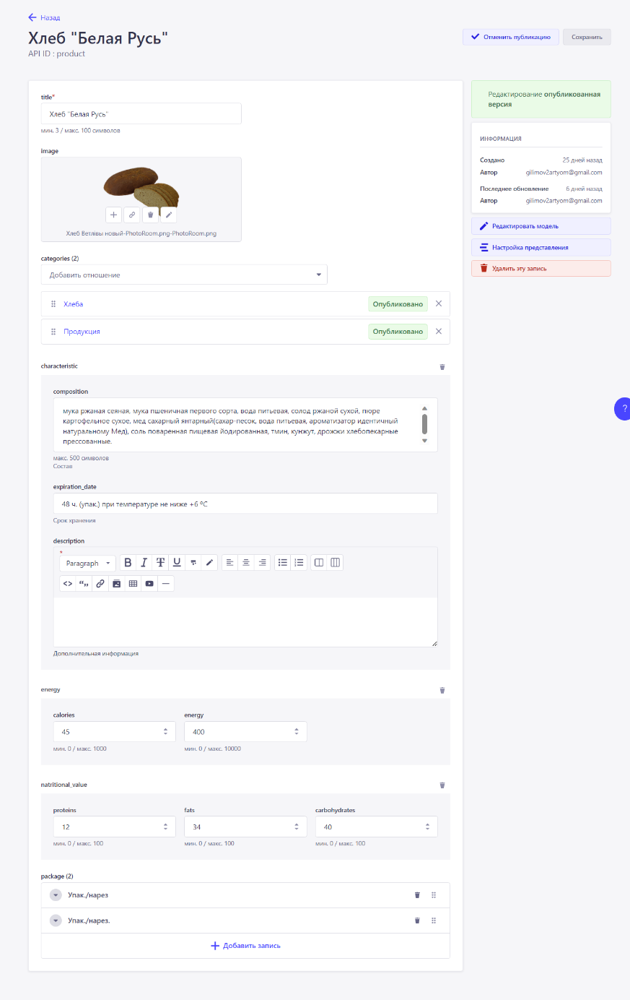 Назад
Хлеб "Белая Русь"
API ID : product
Отменить публикацию
Сохранить
title*
Хлеб "Белая Русь"
мин. 3 / макс. 100 символов
image
Хлеб Ветлівы новый-PhotoRoom.png-PhotoRoom.png
categories (2)
Добавить отношение
Хлеба
Опубликовано
Продукция
Опубликовано
characteristic
composition
мука ржаная сеяная, мука пшеничная первого сорта, вода питьевая, солод ржаной сухой, пюре
картофельное сухое, мед сахарный янтарный(сахар-песок, вода питьевая, ароматизатор идентичный
натуральному Мед), соль поваренная пищевая йодированная, тмин, кунжут, дрожжи хлебопекарные
прессованные.
макс. 500 символов
Состав
expiration_date
48 ч. (упак.) при температуре не ниже +6 ºС
Срок хранения
description
*
Paragraph
Дополнительная информация
energy
calories
energy
45
400
мин. 0 / макс. 1000
мин. 0 / макс. 10000
natritional_value
proteins
fats
carbohydrates
12
34
40
мин. 0 / макс. 100
мин. 0 / макс. 100
мин. 0 / макс. 100
package (2)
Упак./нарез
Упак./нарез.
Добавить запись
Редактирование опубликованная
версия
ИНФОРМАЦИЯ
Создано
25 дней назад
Автор
gilimov2artyom@gmail.com
Последнее обновление
6 дней назад
Автор
gilimov2artyom@gmail.com
Редактировать модель
Настройка представления
Удалить эту запись
?